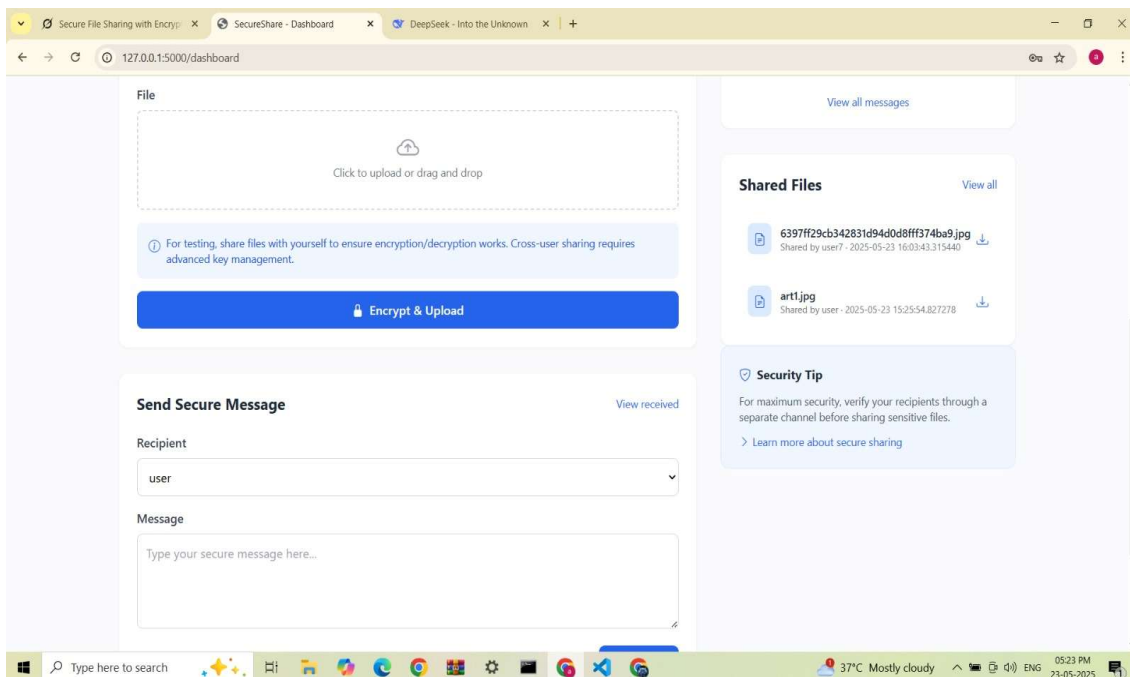 Secure File Sharing with Encryp
SecureShare - Dashboard
DeepSeek - Into the Unknown
127.0.0.1:5000/dashboard
a
File
Click to upload or drag and drop
For testing, share files with yourself to ensure encryption/decryption works. Cross-user sharing requires
advanced key management.
Encrypt & Upload
Send Secure Message
View received
Recipient
user
Message
Type your secure message here...
View all messages
Shared Files
View all
6397ff29cb342831d94d0d8fff374ba9.jpg
Shared by user7 - 2025-05-23 16:03:43.315440
art1.jpg
Shared by user - 2025-05-23 15:25:54.827278
Security Tip
For maximum security, verify your recipients through a
separate channel before sharing sensitive files.
Learn more about secure sharing
Type here to search
37°C Mostly cloudy
ENG
05:23 PM
23-05-2025